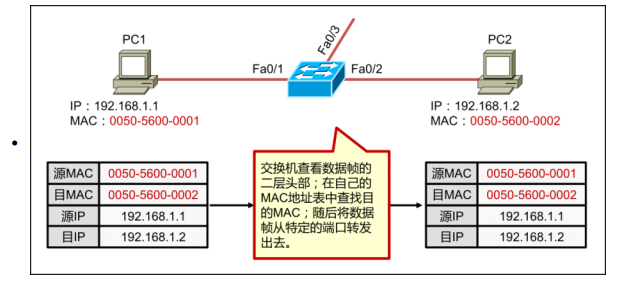 PC1
PC2
Fa0/3
Fa0/1
Fa0/2
IP：192.168.1.1
MAC：0050-5600-0001
IP：192.168.1.2
MAC：0050-5600-0002
源MAC 0050-5600-0001
目MAC 0050-5600-0002
源IP 192.168.1.1
目IP 192.168.1.2
交换机查看数据帧的
二层头部；在自己的
MAC地址表中查找目
的MAC；随后将数据
帧从特定的端口转发
出去。
源MAC 0050-5600-0001
目MAC 0050-5600-0002
源IP 192.168.1.1
目IP 192.168.1.2